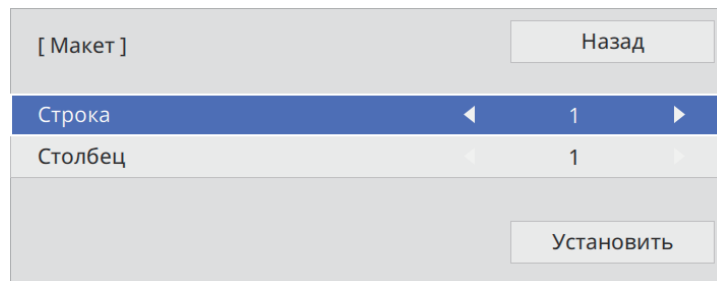 [ Макет ]
Назад
Строка 1
Столбец 1
Установить